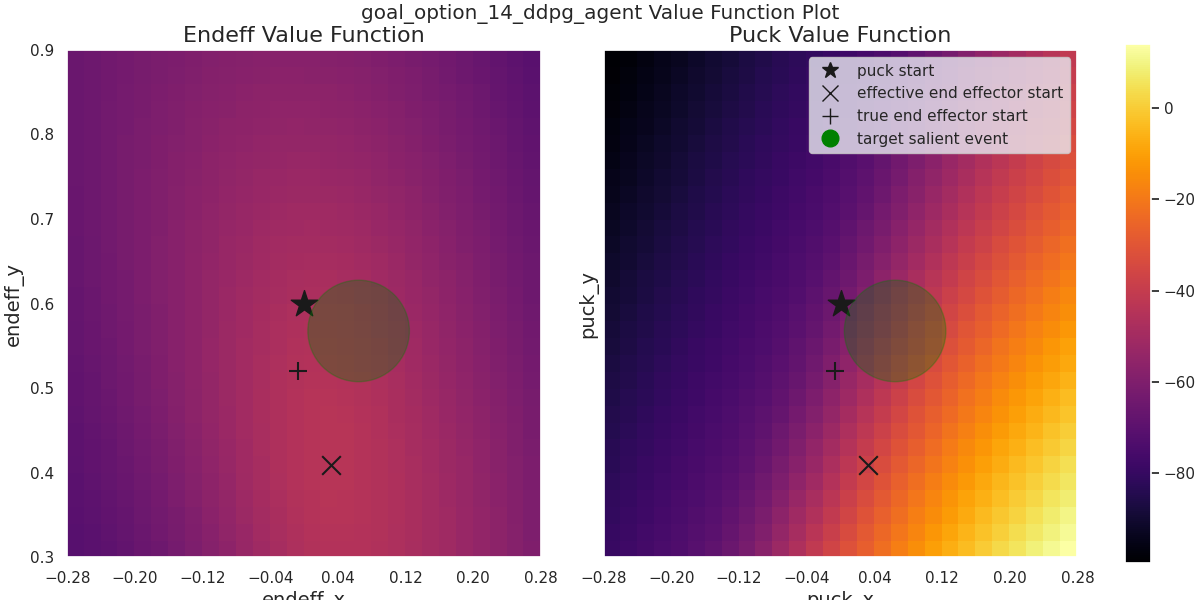 goal_option_14_ddpg_agent Value Function Plot
Endeff Value Function
Puck Value Function
puck start
effective end effector start
true end effector start
target salient event
0.9
0.8
0.7
0.6
0.5
0.4
0.3
endeff_y
puck_y
−0.28 −0.20 −0.12 −0.04 0.04 0.12 0.20 0.28
−0.28 −0.20 −0.12 −0.04 0.04 0.12 0.20 0.28
endeff_x
puck_x
0
−20
−40
−60
−80